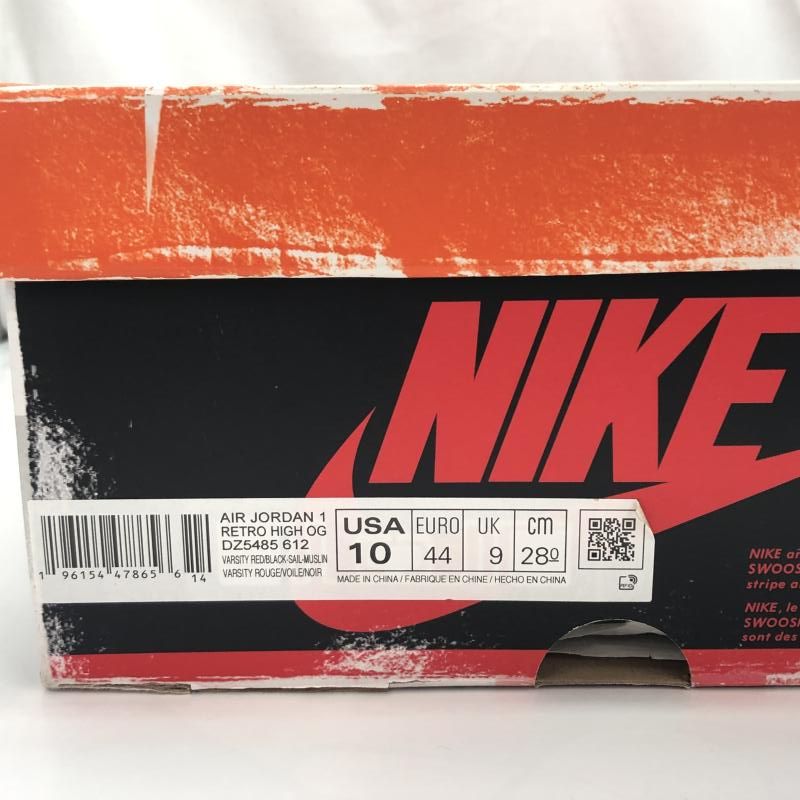 NIKE
AIR JORDAN 1
RETRO HIGH OG
DZ5485 612
VARSITY RED/BLACK-SAIL-MUSLIN
VARSITY ROUGE/VOILE/NOIR
1 96154 47865 6 14
USA EURO UK cm
10 44 9 28.0
MADE IN CHINA / FABRIQUE EN CHINE / HECHO EN CHINA
RFID
NIKE
SWOOS
stripe a
NIKE, le
SWOOS
sont des